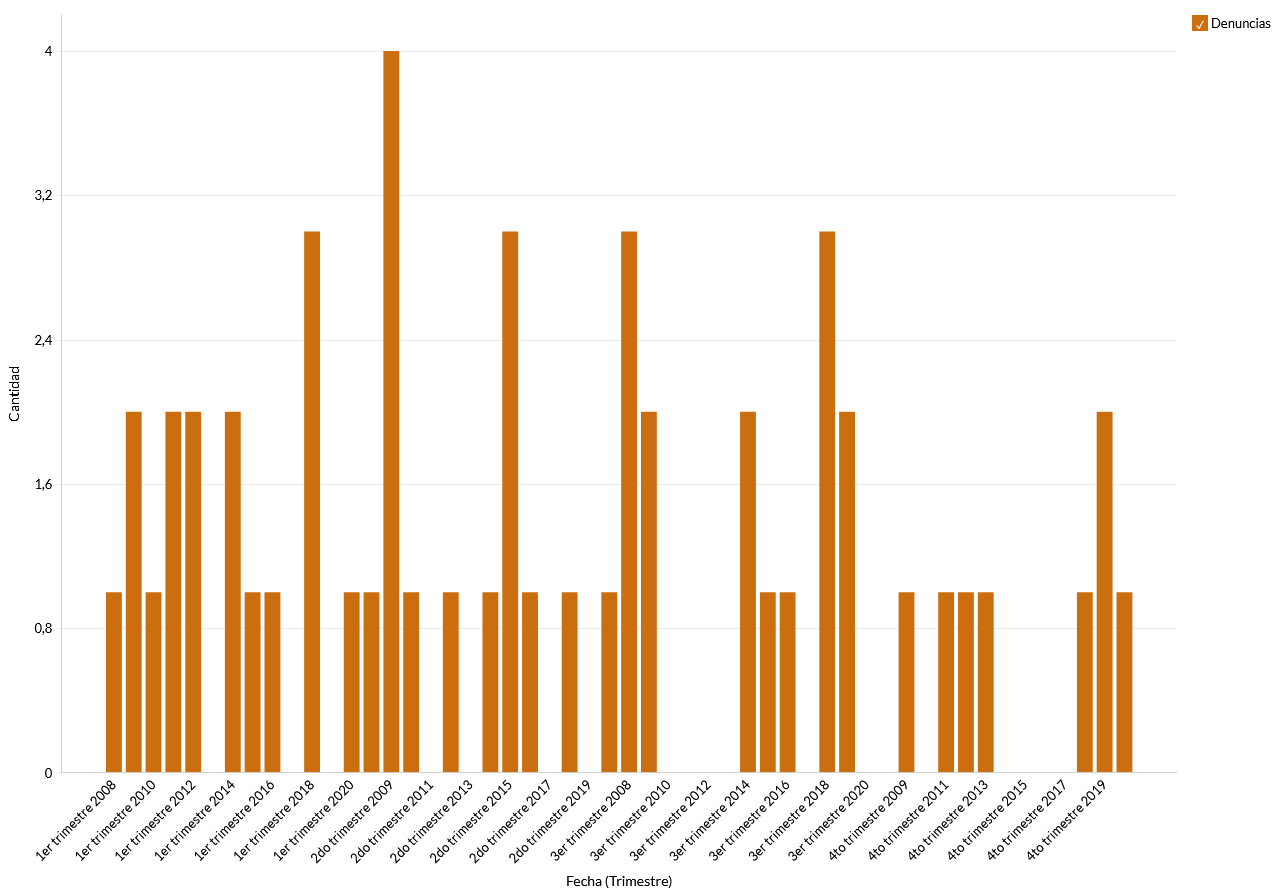 Denuncias
4
3,2
2,4
1,6
0,8
0
Cantidad
1er trimestre 2008
1er trimestre 2010
1er trimestre 2012
1er trimestre 2014
1er trimestre 2016
1er trimestre 2018
1er trimestre 2020
2do trimestre 2009
2do trimestre 2011
2do trimestre 2013
2do trimestre 2015
2do trimestre 2017
2do trimestre 2019
3er trimestre 2008
3er trimestre 2010
3er trimestre 2012
3er trimestre 2014
3er trimestre 2016
3er trimestre 2018
3er trimestre 2020
4to trimestre 2009
4to trimestre 2011
4to trimestre 2013
4to trimestre 2015
4to trimestre 2017
4to trimestre 2019
Fecha (Trimestre)